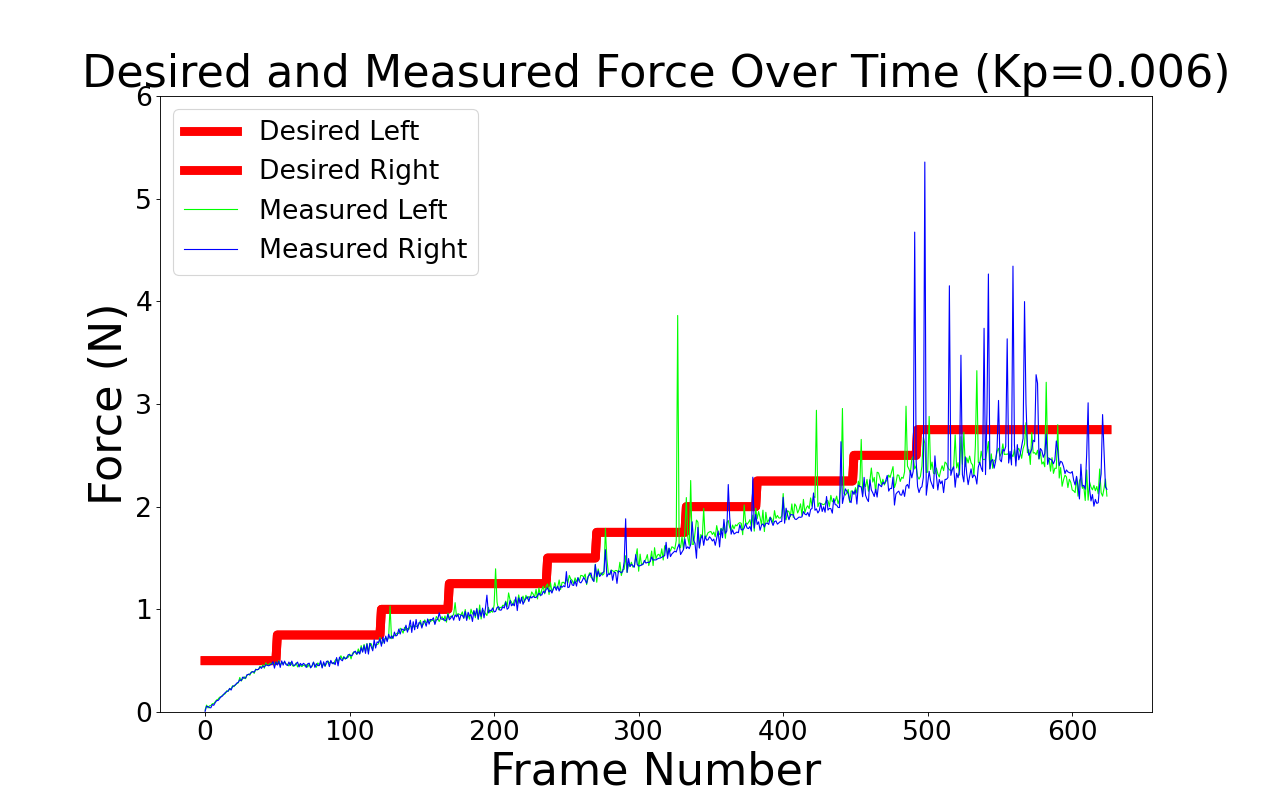 Desired and Measured Force Over Time (Kp=0.006)
6
5
4
3
2
1
0
Force (N)
Desired Left
Desired Right
Measured Left
Measured Right
0 100 200 300 400 500 600
Frame Number